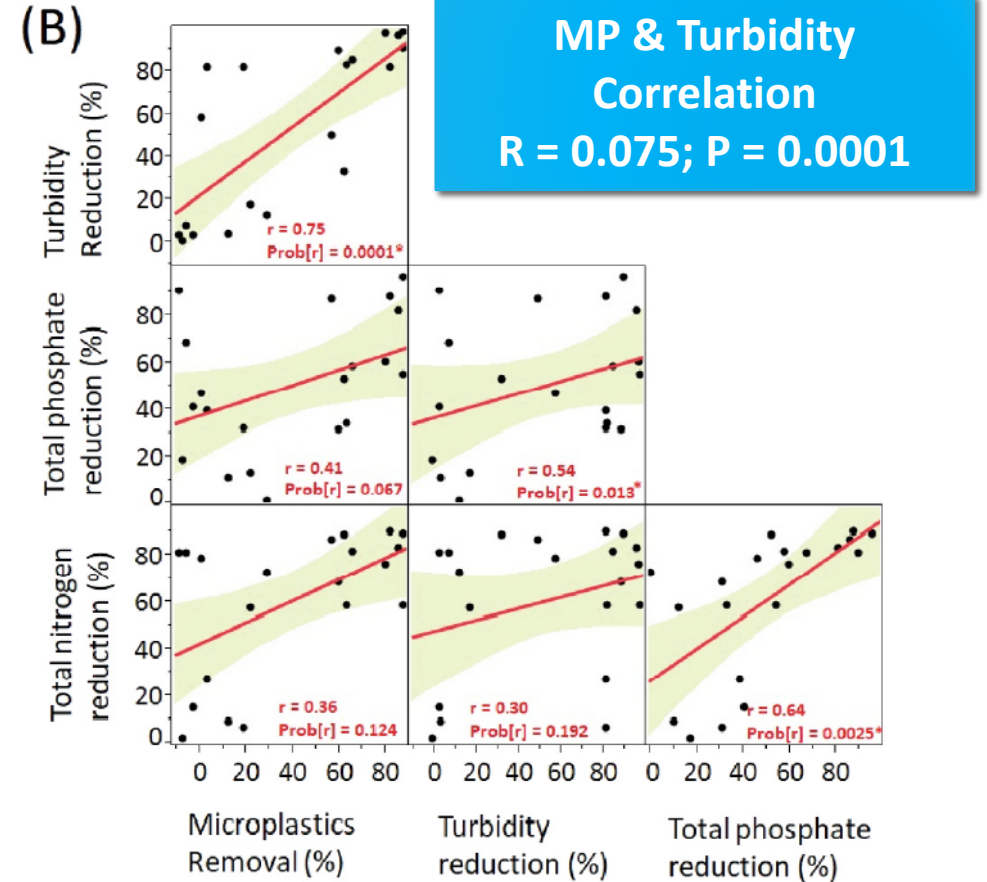 (B)
MP & Turbidity
Correlation
R = 0.075; P = 0.0001
Turbidity
Reduction (%)
80
60
40
20
0
r = 0.75
Prob[r] = 0.0001*
Total phosphate
reduction (%)
80
60
40
20
0
r = 0.41
Prob[r] = 0.067
r = 0.54
Prob[r] = 0.013*
Total nitrogen
reduction (%)
80
60
40
20
0
r = 0.36
Prob[r] = 0.124
r = 0.30
Prob[r] = 0.192
r = 0.64
Prob[r] = 0.0025*
0 20 40 60 80
0 20 40 60 80
0 20 40 60 80
Microplastics
Removal (%)
Turbidity
reduction (%)
Total phosphate
reduction (%)